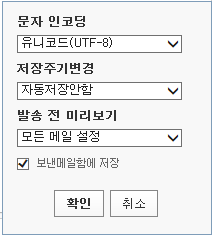 문자 인코딩
유니코드(UTF-8)
저장주기변경
자동저장안함
발송 전 미리보기
모든 메일 설정
보낸메일함에 저장
확인 취소